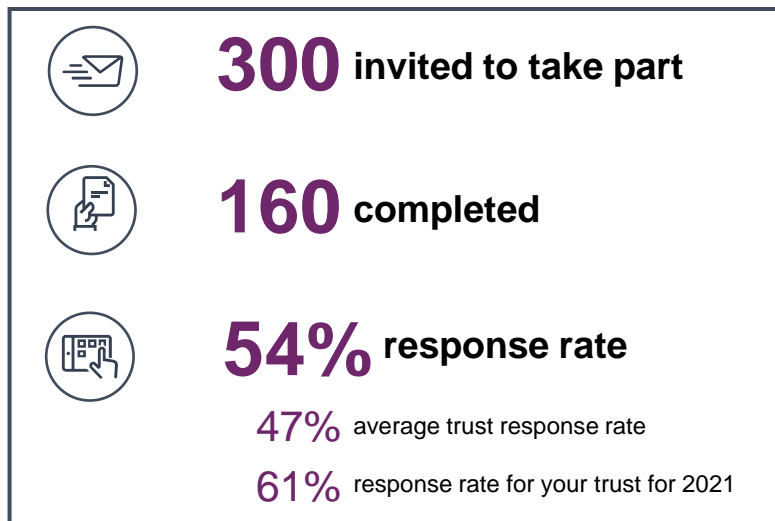 300 invited to take part
160 completed
54% response rate
47% average trust response rate
61% response rate for your trust for 2021